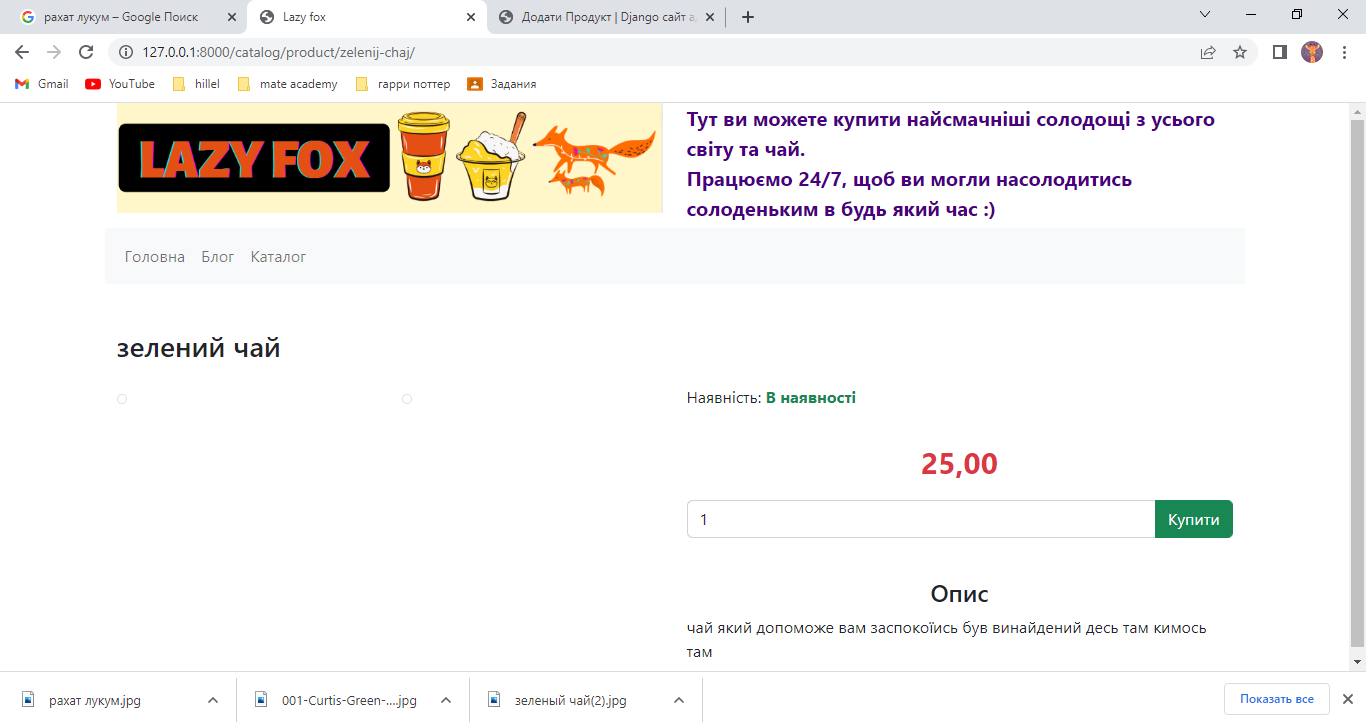 рахат лукум – Google Поиск
Lazy fox
Додати Продукт | Django сайт а
127.0.0.1:8000/catalog/product/zelenij-chaj/
Gmail
YouTube
hillel
mate academy
гарри поттер
Задания
LAZY FOX
Тут ви можете купити найсмачніші солодощі з усього
світу та чай.
Працюємо 24/7, щоб ви могли насолодитись
солоденьким в будь який час :)
Головна Блог Каталог
зелений чай
Наявність: В наявності
25,00
1
Купити
Опис
чай який допоможе вам заспокоїись був винайдений десь там кимось
там
рахат лукум.jpg
001-Curtis-Green-....jpg
зеленый чай(2).jpg
Показать все